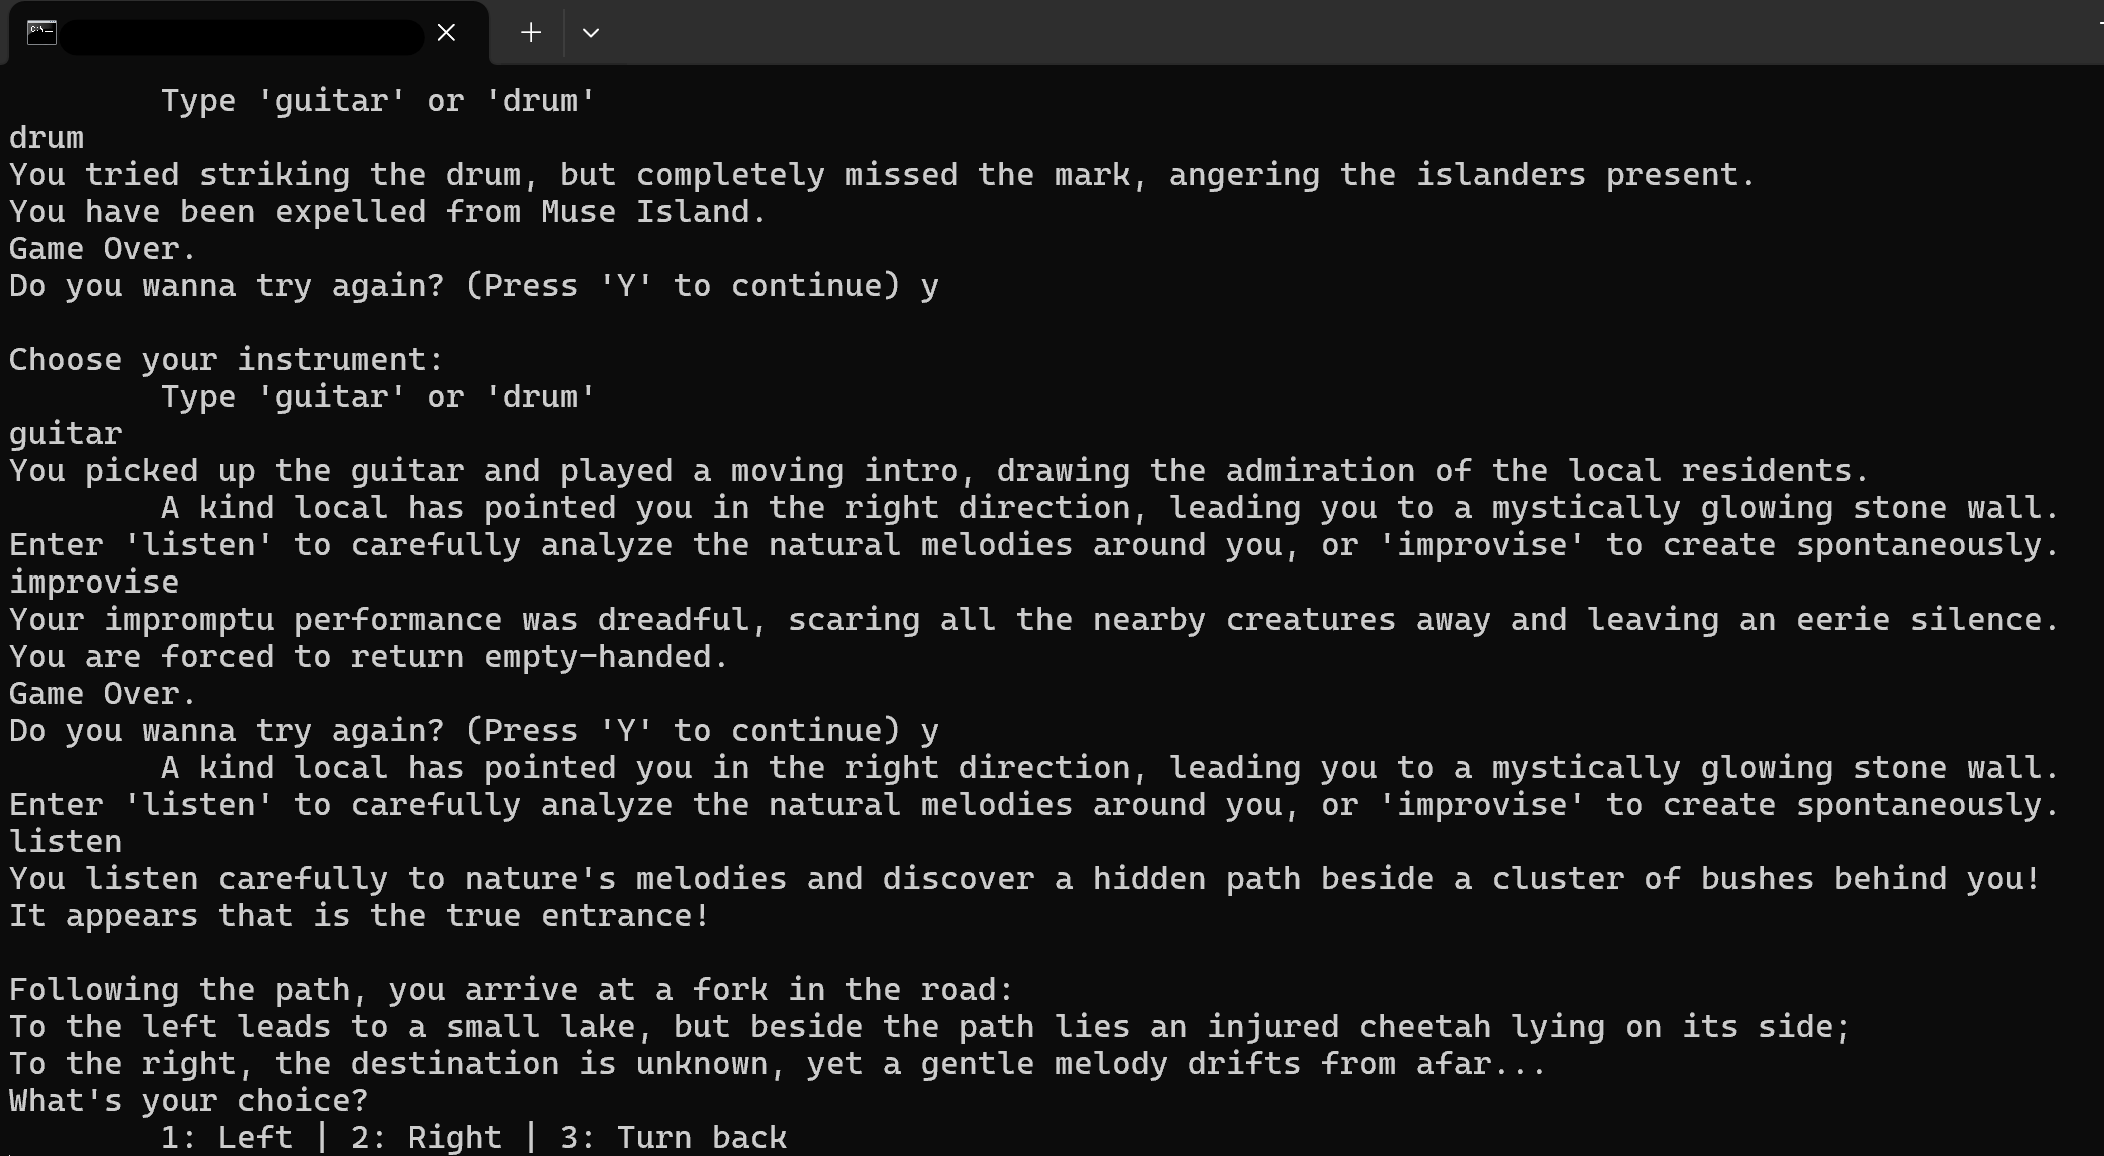 Type 'guitar' or 'drum'
drum
You tried striking the drum, but completely missed the mark, angering the islanders present.
You have been expelled from Muse Island.
Game Over.
Do you wanna try again? (Press 'Y' to continue) y
Choose your instrument:
Type 'guitar' or 'drum'
guitar
You picked up the guitar and played a moving intro, drawing the admiration of the local residents.
A kind local has pointed you in the right direction, leading you to a mystically glowing stone wall.
Enter 'listen' to carefully analyze the natural melodies around you, or 'improvise' to create spontaneously.
improvise
Your impromptu performance was dreadful, scaring all the nearby creatures away and leaving an eerie silence.
You are forced to return empty-handed.
Game Over.
Do you wanna try again? (Press 'Y' to continue) y
A kind local has pointed you in the right direction, leading you to a mystically glowing stone wall.
Enter 'listen' to carefully analyze the natural melodies around you, or 'improvise' to create spontaneously.
listen
You listen carefully to nature's melodies and discover a hidden path beside a cluster of bushes behind you!
It appears that is the true entrance!
Following the path, you arrive at a fork in the road:
To the left leads to a small lake, but beside the path lies an injured cheetah lying on its side;
To the right, the destination is unknown, yet a gentle melody drifts from afar...
What's your choice?
1: Left | 2: Right | 3: Turn back